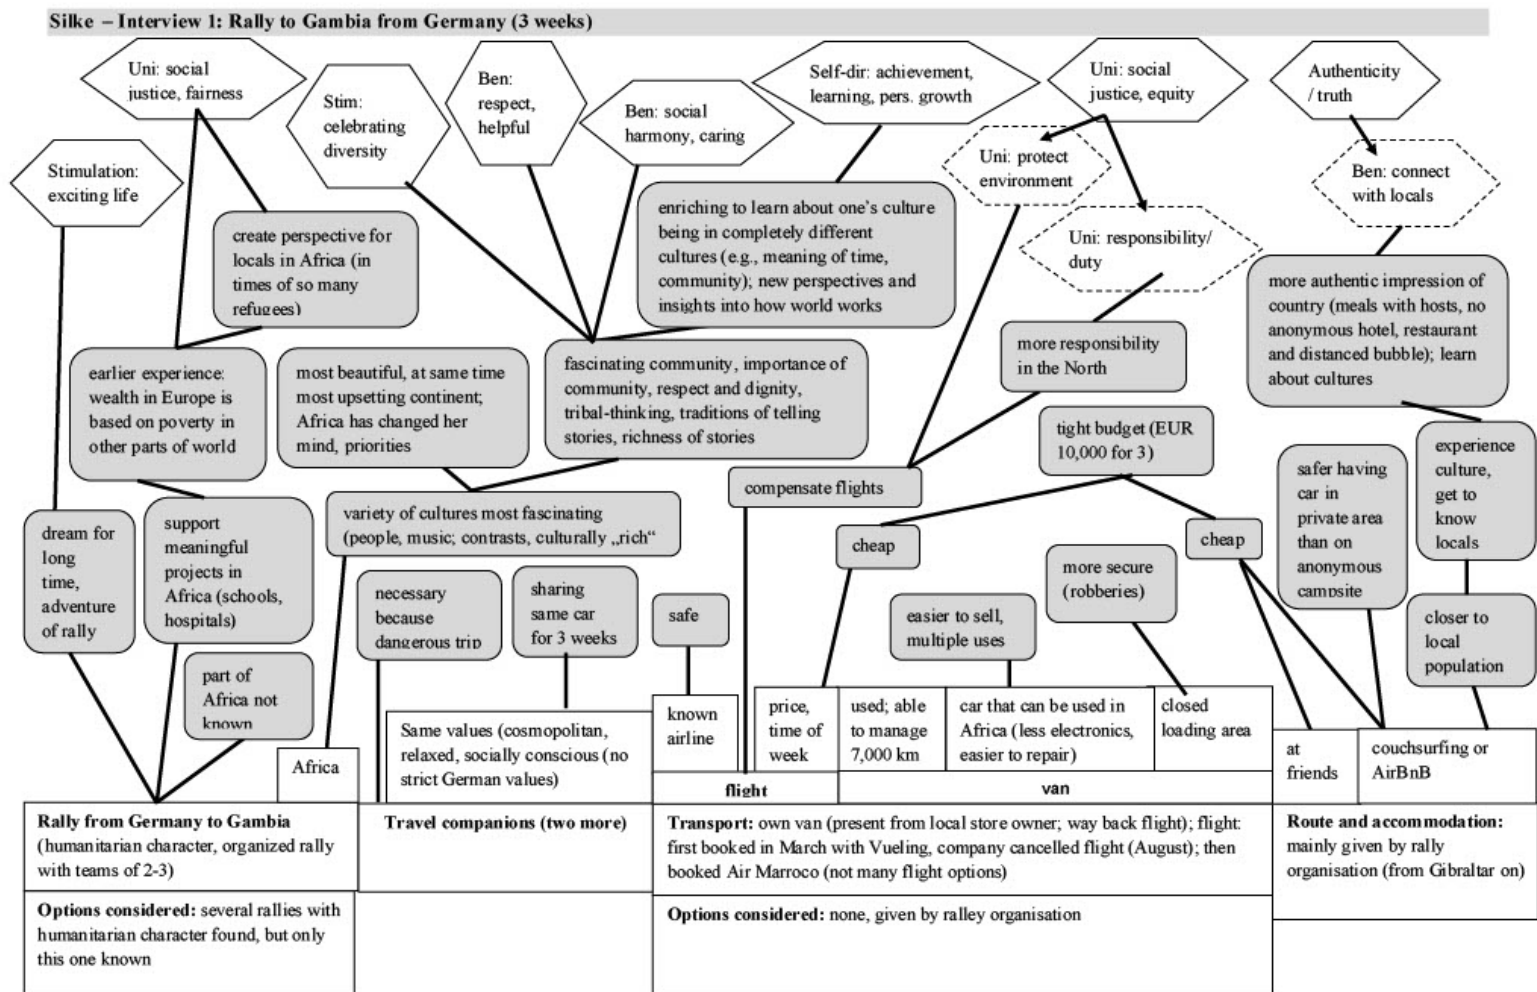 Silke – Interview 1: Rally to Gambia from Germany (3 weeks)
Uni: social
justice, fairness
Stim:
celebrating
diversity
Ben:
respect,
helpful
Ben: social
harmony, caring
Self-dir: achievement,
learning, pers. growth
Uni: social
justice, equity
Authenticity
/ truth
Stimulation:
exciting life
Uni: protect
environment
Ben: connect
with locals
Uni: responsibility/
duty
create perspective for
locals in Africa (in
times of so many
refugees)
enriching to learn about one's culture
being in completely different
cultures (e.g., meaning of time,
community); new perspectives and
insights into how world works
more authentic impression of
country (meals with hosts, no
anonymous hotel, restaurant
and distanced bubble); learn
about cultures
earlier experience:
wealth in Europe is
based on poverty in
other parts of world
most beautiful, at same time
most upsetting continent;
Africa has changed her
mind, priorities
fascinating community, importance of
community, respect and dignity,
tribal-thinking, traditions of telling
stories, richness of stories
more responsibility
in the North
tight budget (EUR
10,000 for 3)
experience
culture,
get to
know
locals
safer having
car in
private area
than on
anonymous
campsite
compensate flights
dream for
long
time,
adventure
of rally
support
meaningful
projects in
Africa (schools,
hospitals)
variety of cultures most fascinating
(people, music; contrasts, culturally „rich“
cheap
cheap
necessary
because
dangerous trip
sharing
same car
for 3 weeks
safe
easier to sell,
multiple uses
more secure
(robberies)
closer to
local
population
part of
Africa not
known
Africa
Same values (cosmopolitan,
relaxed, socially conscious (no
strict German values)
known
airline
price,
time of
week
used; able
to manage
7,000 km
car that can be used in
Africa (less electronics,
easier to repair)
closed
loading area
at
friends
couchsurfing or
AirBnB
flight
van
Rally from Germany to Gambia
(humanitarian character, organized rally
with teams of 2-3)
Travel companions (two more)
Transport: own van (present from local store owner; way back flight); flight:
first booked in March with Vueling, company cancelled flight (August); then
booked Air Marroco (not many flight options)
Route and accommodation:
mainly given by rally
organisation (from Gibraltar on)
Options considered: several rallies with
humanitarian character found, but only
this one known
Options considered: none, given by ralley organisation